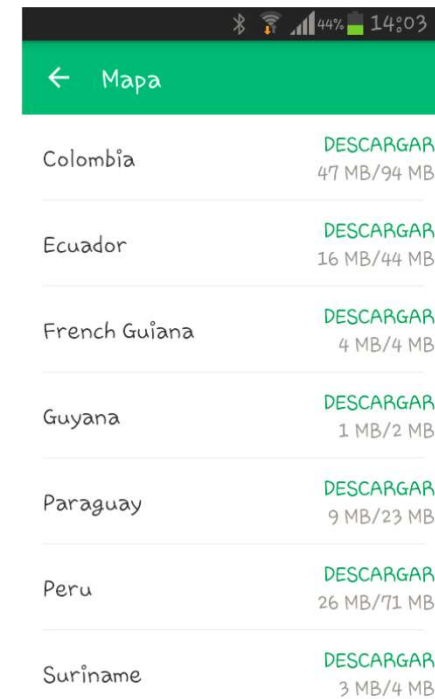 44% 14:03
Mapa
Colombia
DESCARGAR
47 MB/94 MB
Ecuador
DESCARGAR
16 MB/44 MB
French Guiana
DESCARGAR
4 MB/4 MB
Guyana
DESCARGAR
1 MB/2 MB
Paraguay
DESCARGAR
9 MB/23 MB
Peru
DESCARGAR
26 MB/71 MB
Suriname
DESCARGAR
3 MB/4 MB